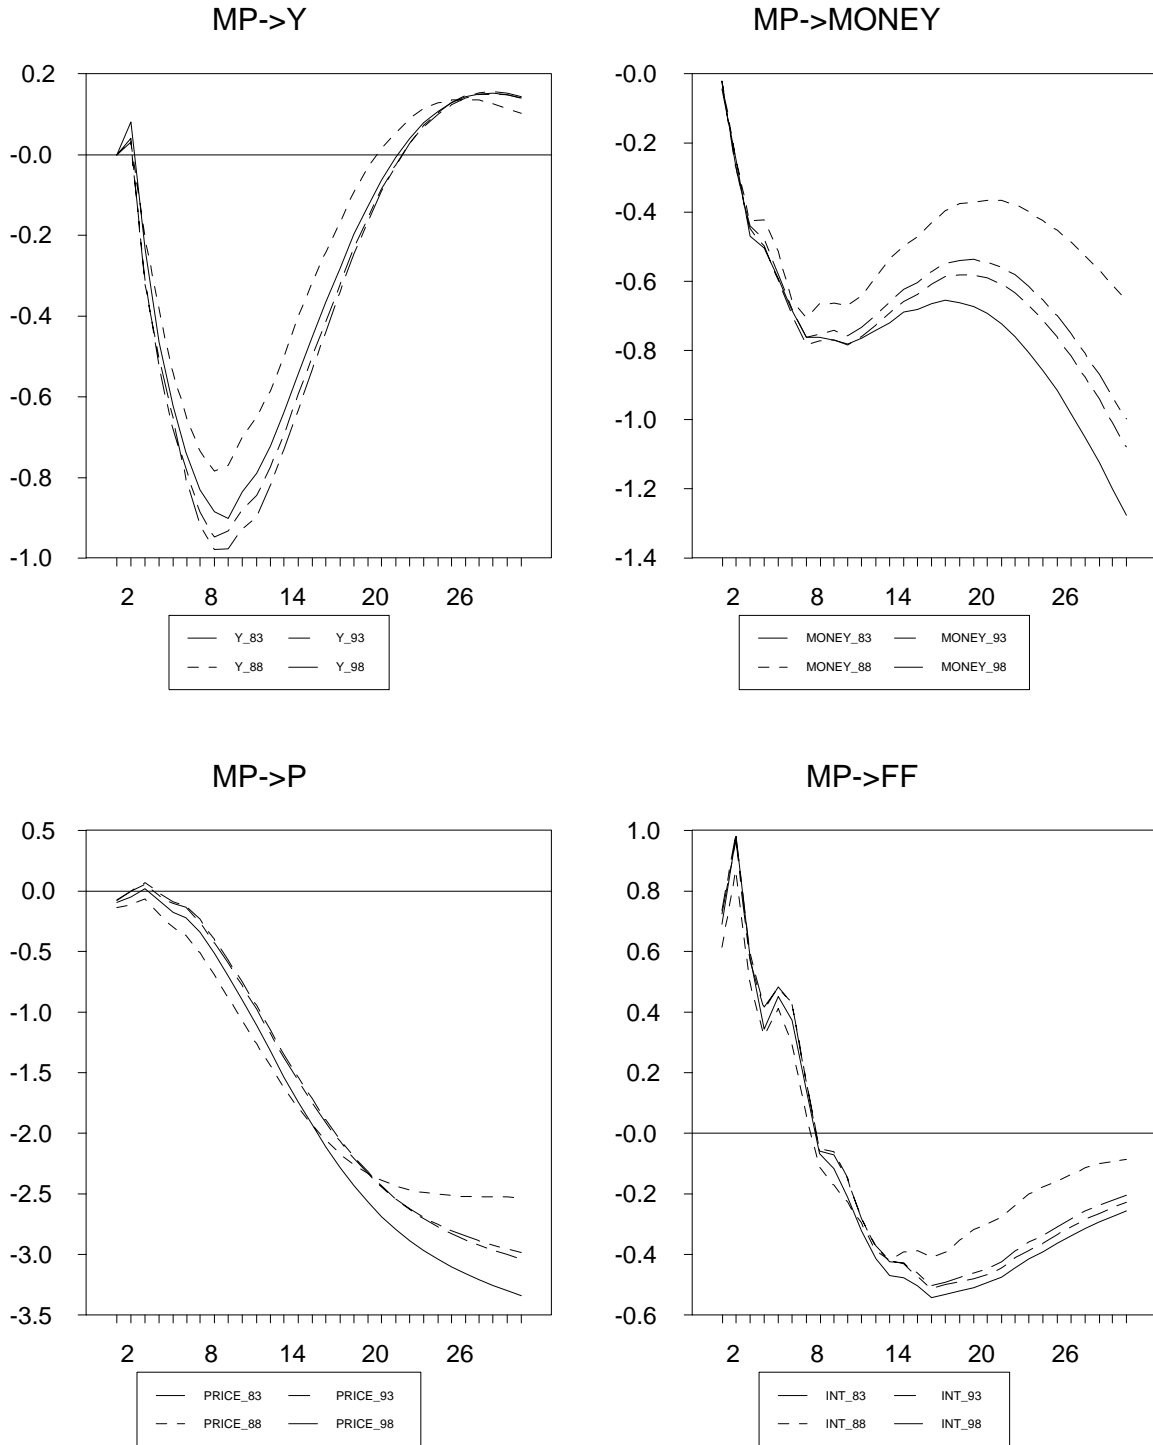 MP->Y
0.2
-0.0
-0.2
-0.4
-0.6
-0.8
-1.0
2 8 14 20 26
Y_83 Y_93
Y_88 Y_98
MP->MONEY
-0.0
-0.2
-0.4
-0.6
-0.8
-1.0
-1.2
-1.4
2 8 14 20 26
MONEY_83 MONEY_93
MONEY_88 MONEY_98
MP->P
0.5
0.0
-0.5
-1.0
-1.5
-2.0
-2.5
-3.0
-3.5
2 8 14 20 26
PRICE_83 PRICE_93
PRICE_88 PRICE_98
MP->FF
1.0
0.8
0.6
0.4
0.2
-0.0
-0.2
-0.4
-0.6
2 8 14 20 26
INT_83 INT_93
INT_88 INT_98